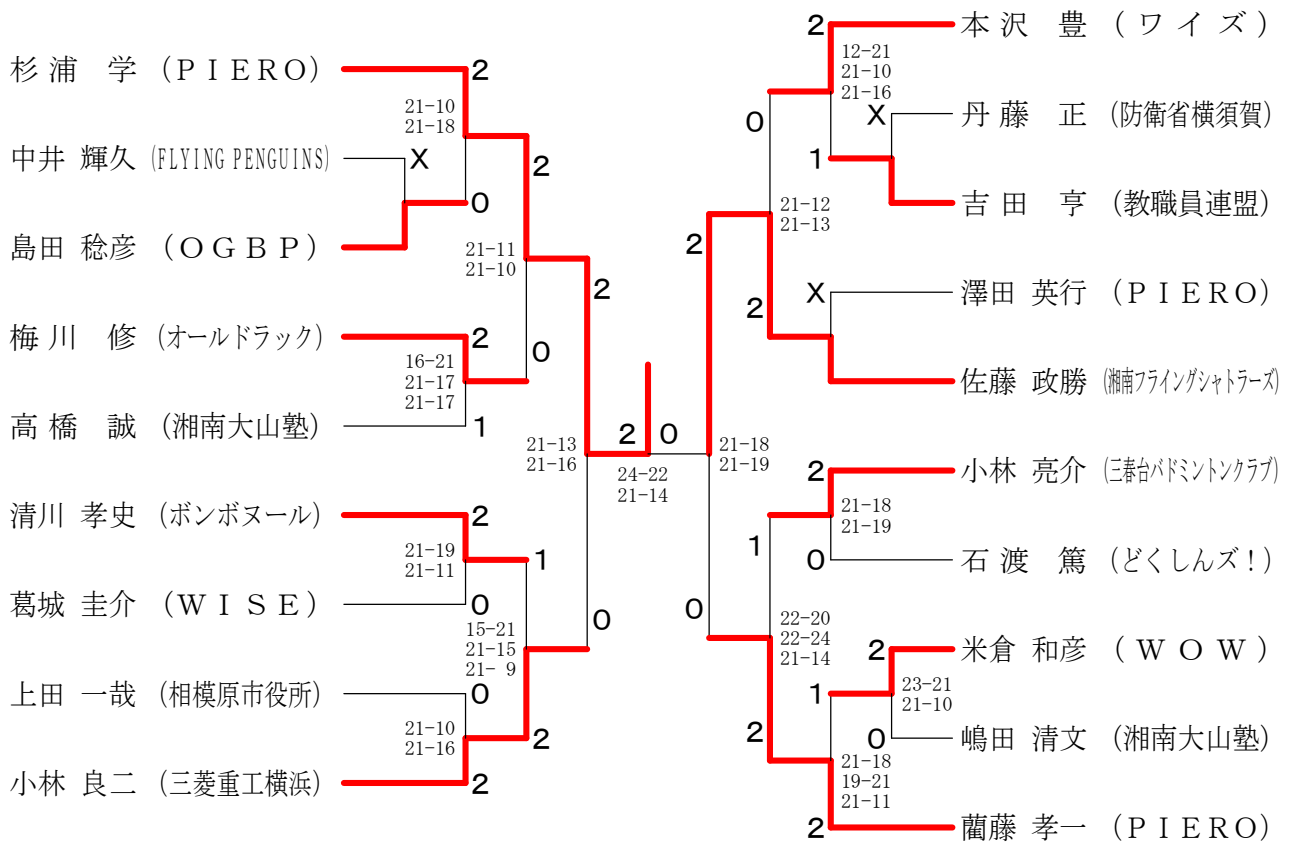 杉浦 学 (PIERO)
2
21-10
21-18
中井 輝久 (FLYING PENGUINS)
X
2
0
島田 稔彦 (OGBP)
21-11
21-10
2
梅川 修 (オールドラック)
2
0
16-21
21-17
21-17
高橋 誠 (湘南大山塾)
1
21-13
21-16
清川 孝史 (ボンボヌール)
2
21-19
21-11
1
葛城 圭介 (WISE)
0
15-21
21-15
21- 9
0
上田 一哉 (相模原市役所)
0
21-10
21-16
2
小林 良二 (三菱重工横浜)
2
2
0
24-22
21-14
2
本沢 豊 (ワイズ)
12-21
21-10
21-16
0
X
丹藤 正 (防衛省横須賀)
1
吉田 亨 (教職員連盟)
21-12
21-13
2
X
澤田 英行 (PIERO)
2
佐藤 政勝 (湘南フライングシャトラーズ)
21-18
21-19
2
小林 亮介 (三春台バドミントンクラブ)
21-18
21-19
1
0
石渡 篤 (どくしんズ!)
0
22-20
22-24
21-14
2
米倉 和彦 (WOW)
1
23-21
21-10
2
0
嶋田 清文 (湘南大山塾)
21-18
19-21
21-11
2
藺藤 孝一 (PIERO)